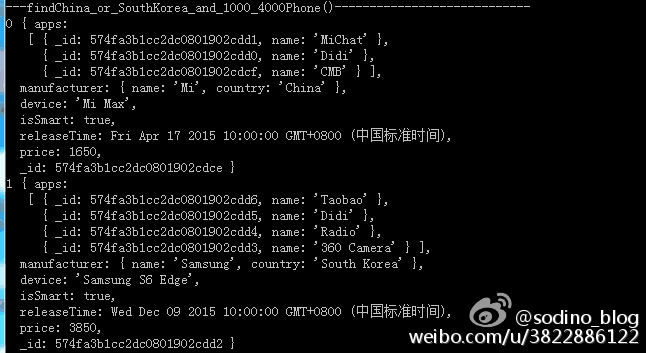 ---findChina_or_SouthKorea_and_1000_4000Phone()----------------------------
0 { apps:
[ { _id: 574fa3b1cc2dc0801902cdd1, name: 'MiChat' },
{ _id: 574fa3b1cc2dc0801902cdd0, name: 'Didi' },
{ _id: 574fa3b1cc2dc0801902cdcf, name: 'CMB' } ],
manufacturer: { name: 'Mi', country: 'China' },
device: 'Mi Max',
isSmart: true,
releaseTime: Fri Apr 17 2015 10:00:00 GMT+0800 (中国标准时间),
price: 1650,
_id: 574fa3b1cc2dc0801902cdce }
1 { apps:
[ { _id: 574fa3b1cc2dc0801902cdd6, name: 'Taobao' },
{ _id: 574fa3b1cc2dc0801902cdd5, name: 'Didi' },
{ _id: 574fa3b1cc2dc0801902cdd4, name: 'Radio' },
{ _id: 574fa3b1cc2dc0801902cdd3, name: '360 Camera' } ],
manufacturer: { name: 'Samsung', country: 'South Korea' },
device: 'Samsung S6 Edge',
isSmart: true,
releaseTime: Wed Dec 09 2015 10:00:00 GMT+0800 (中国标准时间),
price: 3850,
_id: 574fa3b1cc2dc0801902cdd2 }
@sodino_blog
weibo.com/u/3822886122